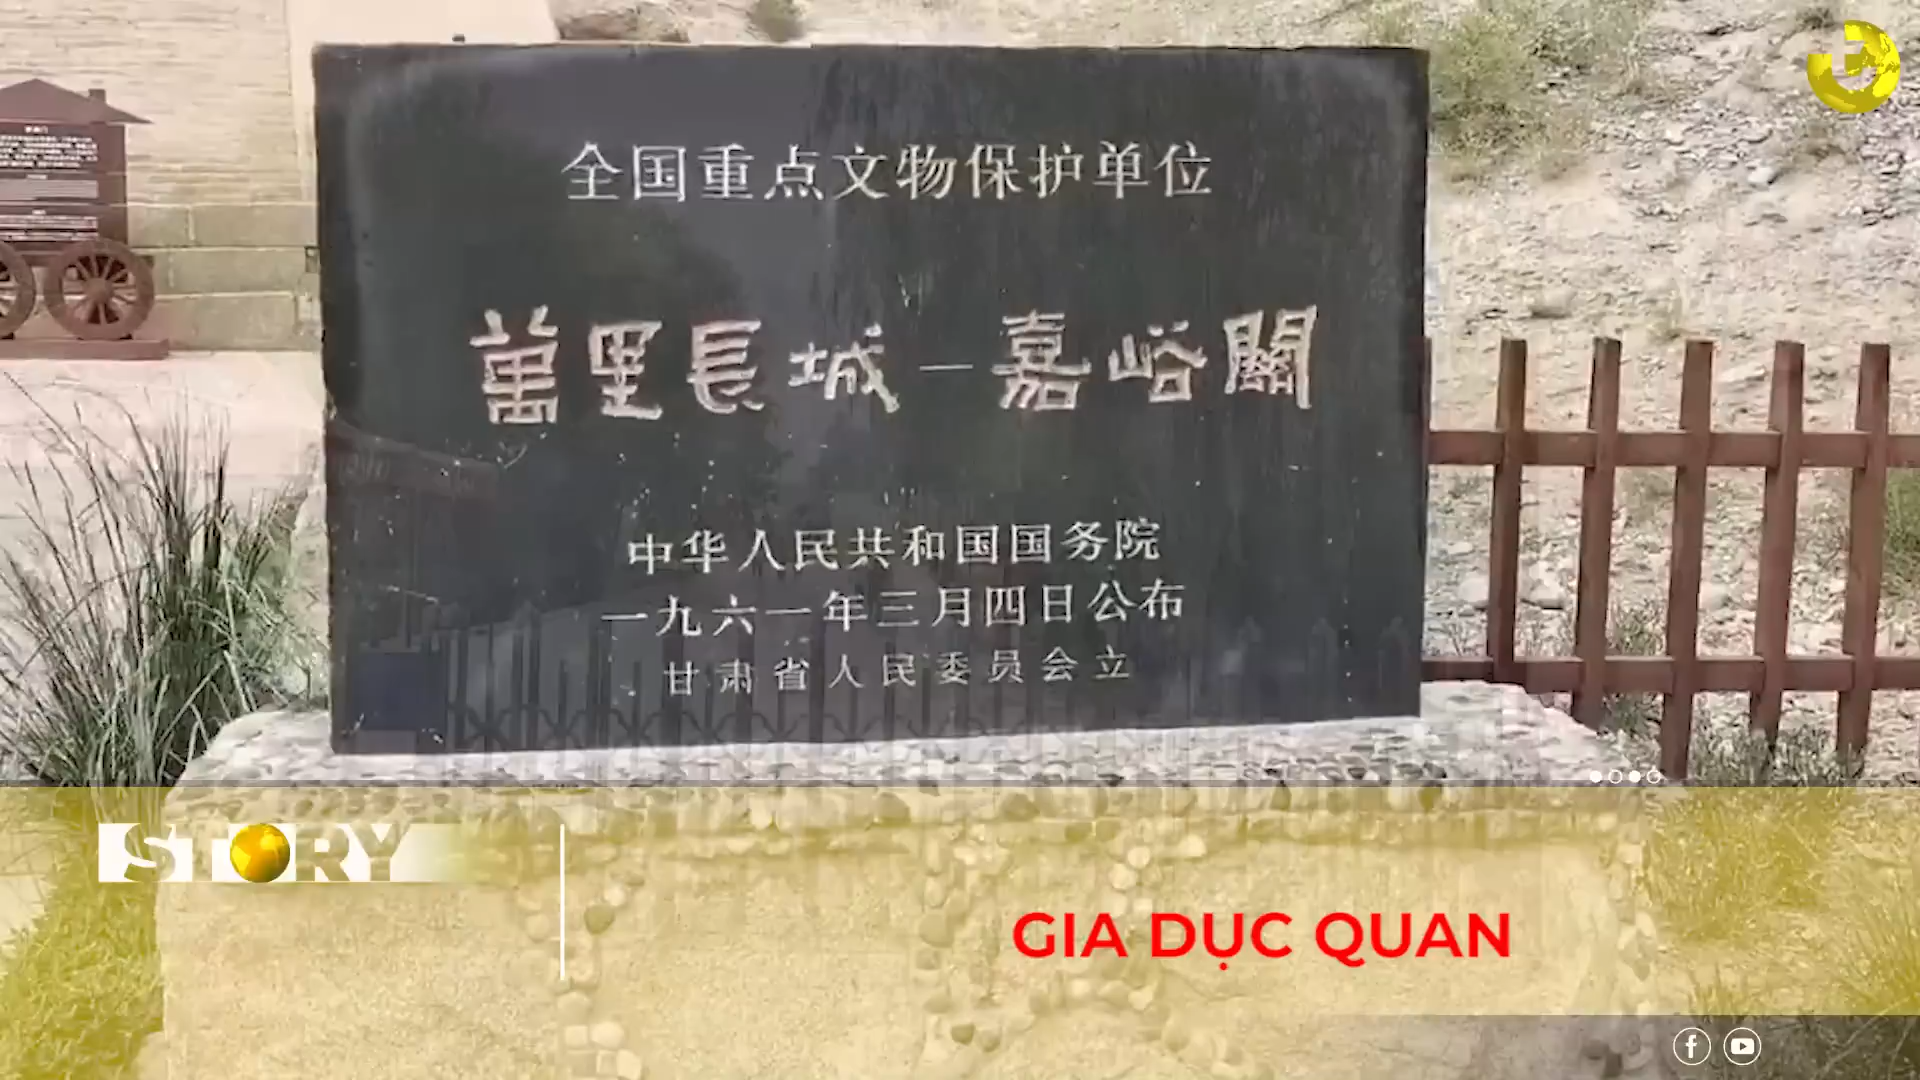 全国重点文物保护单位
萬里長城—嘉峪關
中华人民共和国国务院
一九六一年三月四日公布
甘肃省人民委员会立
STORY
GIA DỤC QUAN